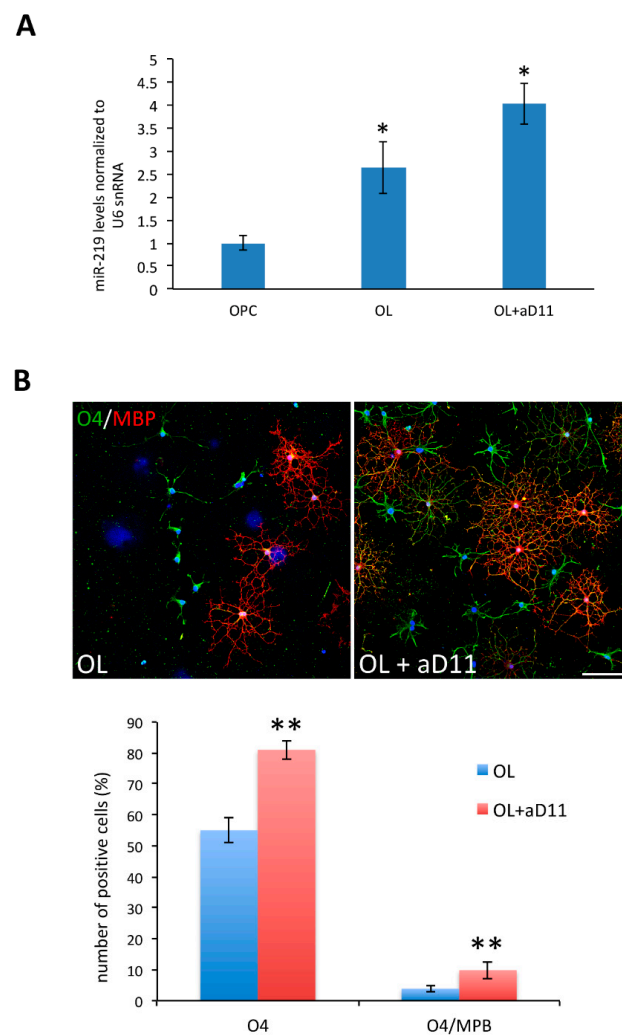 A
miR-219 levels normalized to
U6 snRNA
5
4.5
4
3.5
3
2.5
2
1.5
1
0.5
0
*
*
OPC
OL
OL+aD11
B
O4/MBP
OL
OL + aD11
number of positive cells (%)
90
80
70
60
50
40
30
20
10
0
**
**
OL
OL+aD11
O4
O4/MPB